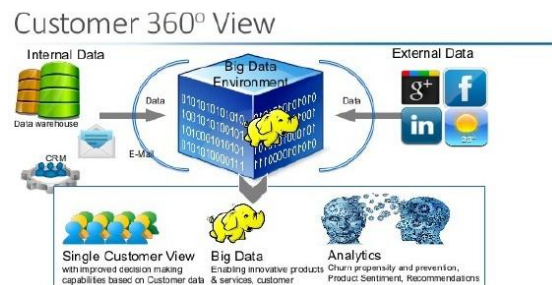 Customer 360º View
Internal Data
External Data
Big Data
Environment
Data
Data
Data warehouse
E-Mail
CRM
g+
f
in
Single Customer View
with improved decision making
capabilities based on Customer data
Big Data
Enabling innovative products
& services, customer
Analytics
Churn propensity and prevention,
Product Sentiment, Recommendations